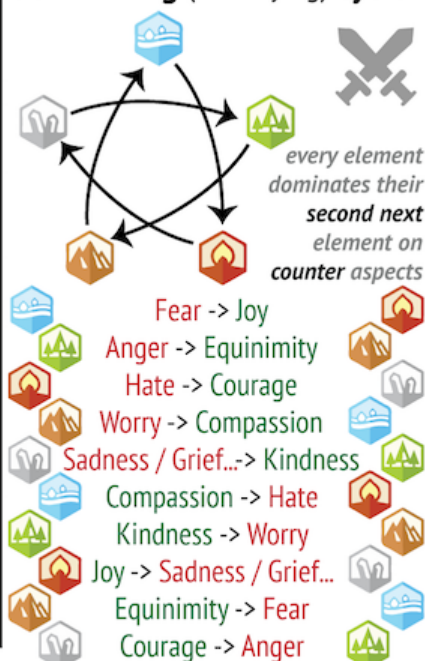 every element
dominates their
second next
element on
counter aspects
Fear -> Joy
Anger -> Equinimity
Hate -> Courage
Worry -> Compassion
Sadness / Grief...-> Kindness
Compassion -> Hate
Kindness -> Worry
Joy -> Sadness / Grief...
Equinimity -> Fear
Courage -> Anger